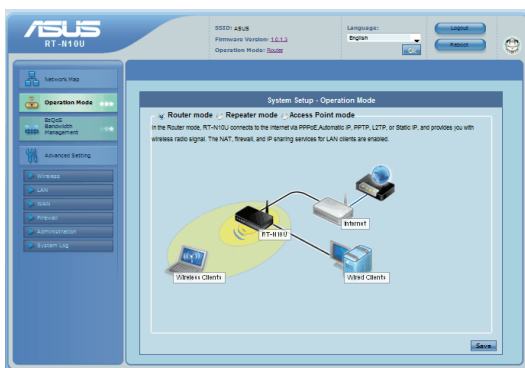 ASUS
RT-N10U
SSID: ASUS
Firmware Version: 1.0.1.3
Operation Mode: Router
Language:
English
Logout
Reboot
Network Map
Operation Mode
EzQoS
Bandwidth
Management
Advanced Setting
Wireless
LAN
WAN
Firewall
Administration
System Log
System Setup - Operation Mode
Router mode Repeater mode Access Point mode
In the Router mode, RT-N10U connects to the Internet via PPPoE,Automatic IP, PPTP, L2TP, or Static IP, and provides you with
wireless radio signal. The NAT, firewall, and IP sharing services for LAN clients are enabled.
Internet
RT-N10U
Wireless Clients
Wired Clients
Save